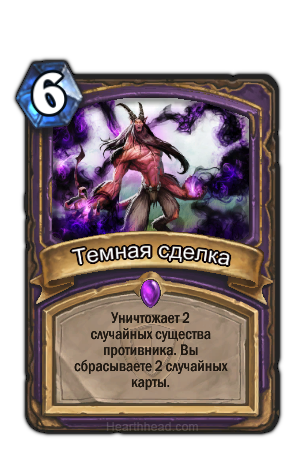 6
Темная сделка
Уничтожает 2
случайных существа
противника. Вы
сбрасываете 2 случайных
карты.
Hearthhead.com